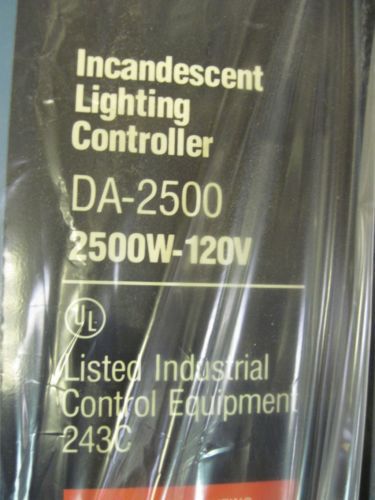 Incandescent
Lighting
Controller
DA-2500
2500W-120V
UL
Listed Industrial
Control Equipment
243C